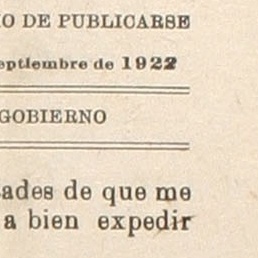 O DE PUBLICARSE
eptiembre de 1922
GOBIERNO
ades de que me
a bien expedir